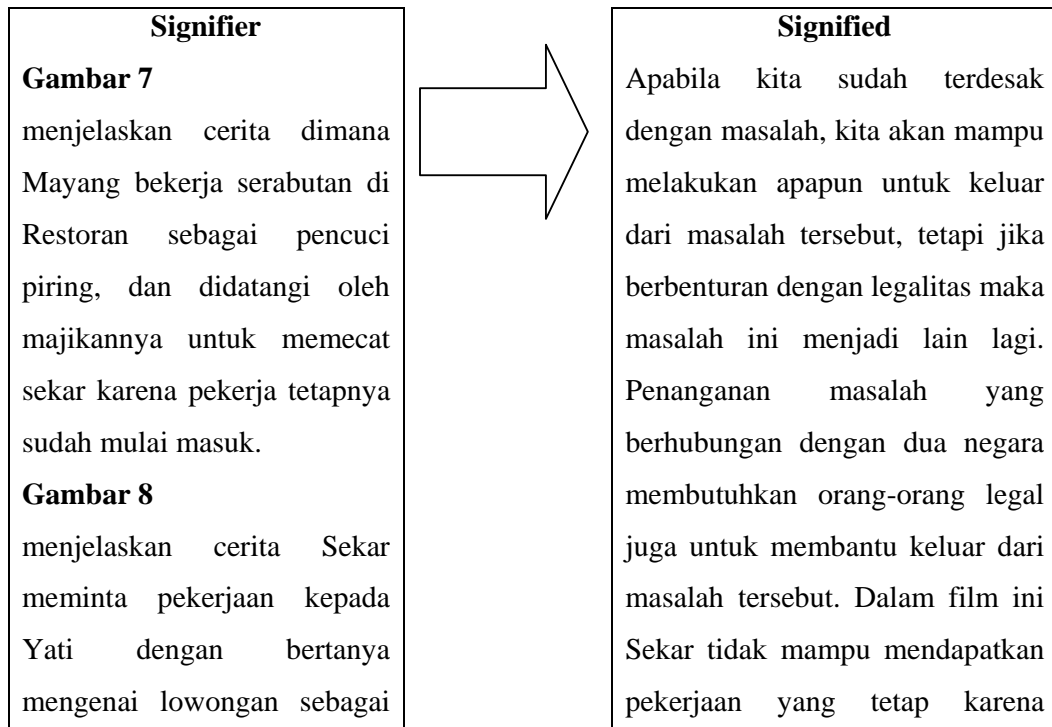 Signifier
Gambar 7
menjelaskan cerita dimana
Mayang bekerja serabutan di
Restoran sebagai pencuci
piring, dan didatangi oleh
majikannya untuk memecat
sekar karena pekerja tetapnya
sudah mulai masuk.
Gambar 8
menjelaskan cerita Sekar
meminta pekerjaan kepada
Yati dengan bertanya
mengenai lowongan sebagai
Signified
Apabila kita sudah terdesak
dengan masalah, kita akan mampu
melakukan apapun untuk keluar
dari masalah tersebut, tetapi jika
berbenturan dengan legalitas maka
masalah ini menjadi lain lagi.
Penanganan masalah yang
berhubungan dengan dua negara
membutuhkan orang-orang legal
juga untuk membantu keluar dari
masalah tersebut. Dalam film ini
Sekar tidak mampu mendapatkan
pekerjaan yang tetap karena